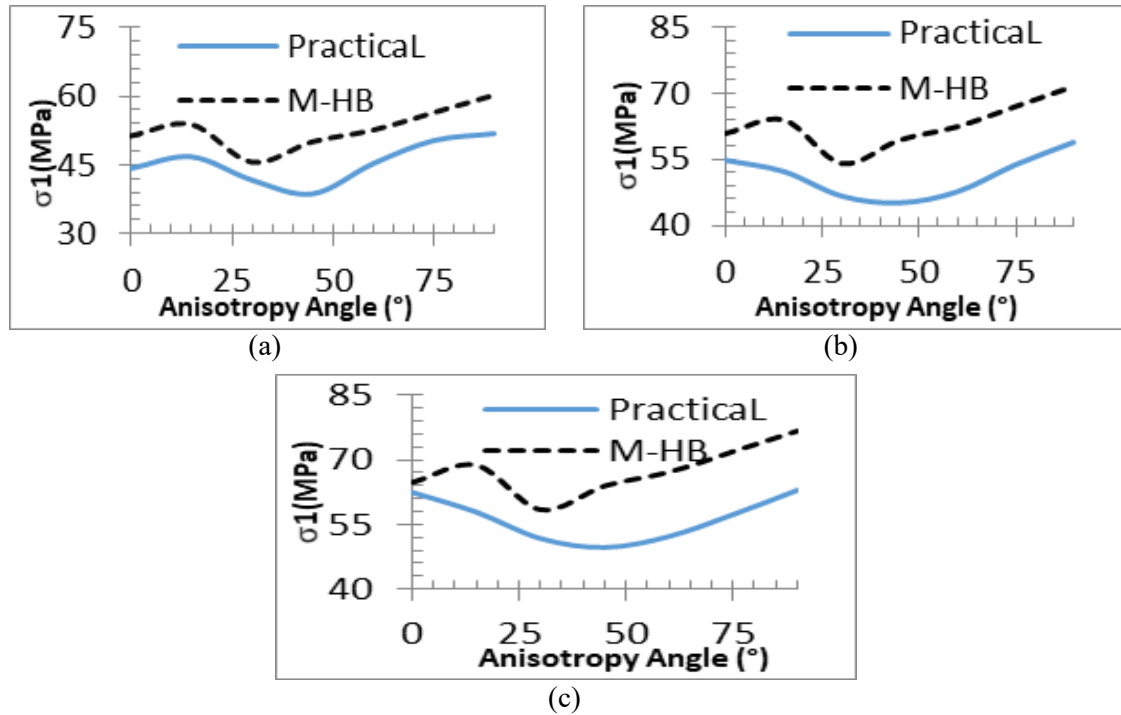 75
60
45
30
σ1(MPa)
PracticaL
M-HB
0 25 50 75
Anisotropy Angle (°)
(a)
85
70
55
40
σ1(MPa)
PracticaL
M-HB
0 25 50 75
Anisotropy Angle (°)
(b)
85
70
55
40
σ1(MPa)
PracticaL
M-HB
0 25 50 75
Anisotropy Angle (°)
(c)